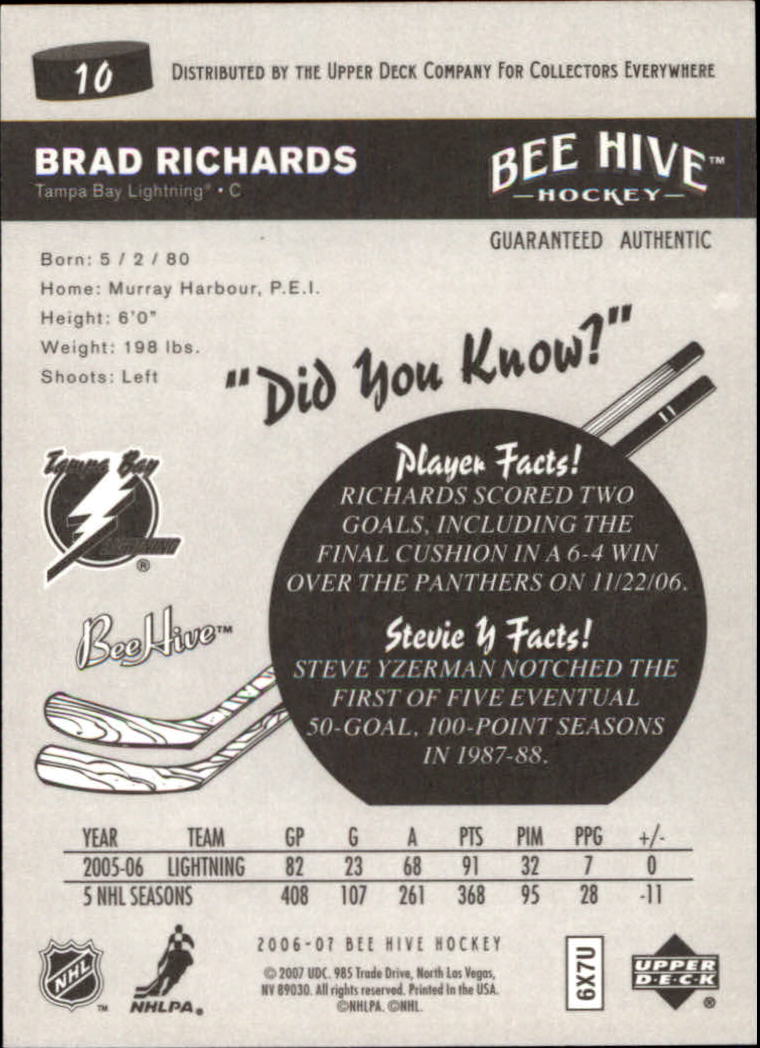 10
DISTRIBUTED BY THE UPPER DECK COMPANY FOR COLLECTORS EVERYWHERE
BRAD RICHARDS
Tampa Bay Lightning® • C
BEE HIVE™
HOCKEY
GUARANTEED AUTHENTIC
Born: 5 / 2 / 80
Home: Murray Harbour, P.E.I.
Height: 6'0"
Weight: 198 lbs.
Shoots: Left
"Did You Know?"
Tampa Bay
LIGHTNING
®
BeeHive™
Player Facts!
RICHARDS SCORED TWO
GOALS, INCLUDING THE
FINAL CUSHION IN A 6-4 WIN
OVER THE PANTHERS ON 11/22/06.
Stevie Y Facts!
STEVE YZERMAN NOTCHED THE
FIRST OF FIVE EVENTUAL
50-GOAL, 100-POINT SEASONS
IN 1987-88.
YEAR TEAM GP G A PTS PIM PPG +/-
2005-06 LIGHTNING 82 23 68 91 32 7 0
5 NHL SEASONS 408 107 261 368 95 28 -11
NHL ™
NHLPA®
2006-07 BEE HIVE HOCKEY
© 2007 UDC. 985 Trade Drive, North Las Vegas,
NV 89030. All rights reserved. Printed In the USA.
©NHLPA. ©NHL.
6X7U
UPPER
D·E·C·K
®